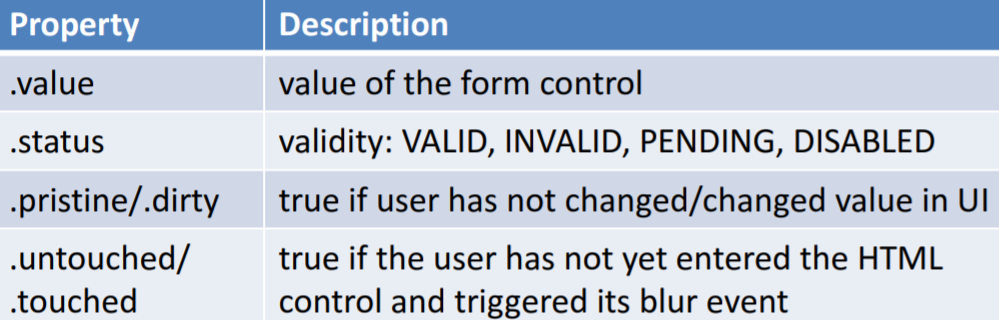 Property Description
.value value of the form control
.status validity: VALID, INVALID, PENDING, DISABLED
.pristine/.dirty true if user has not changed/changed value in UI
.untouched/ true if the user has not yet entered the HTML
.touched control and triggered its blur event